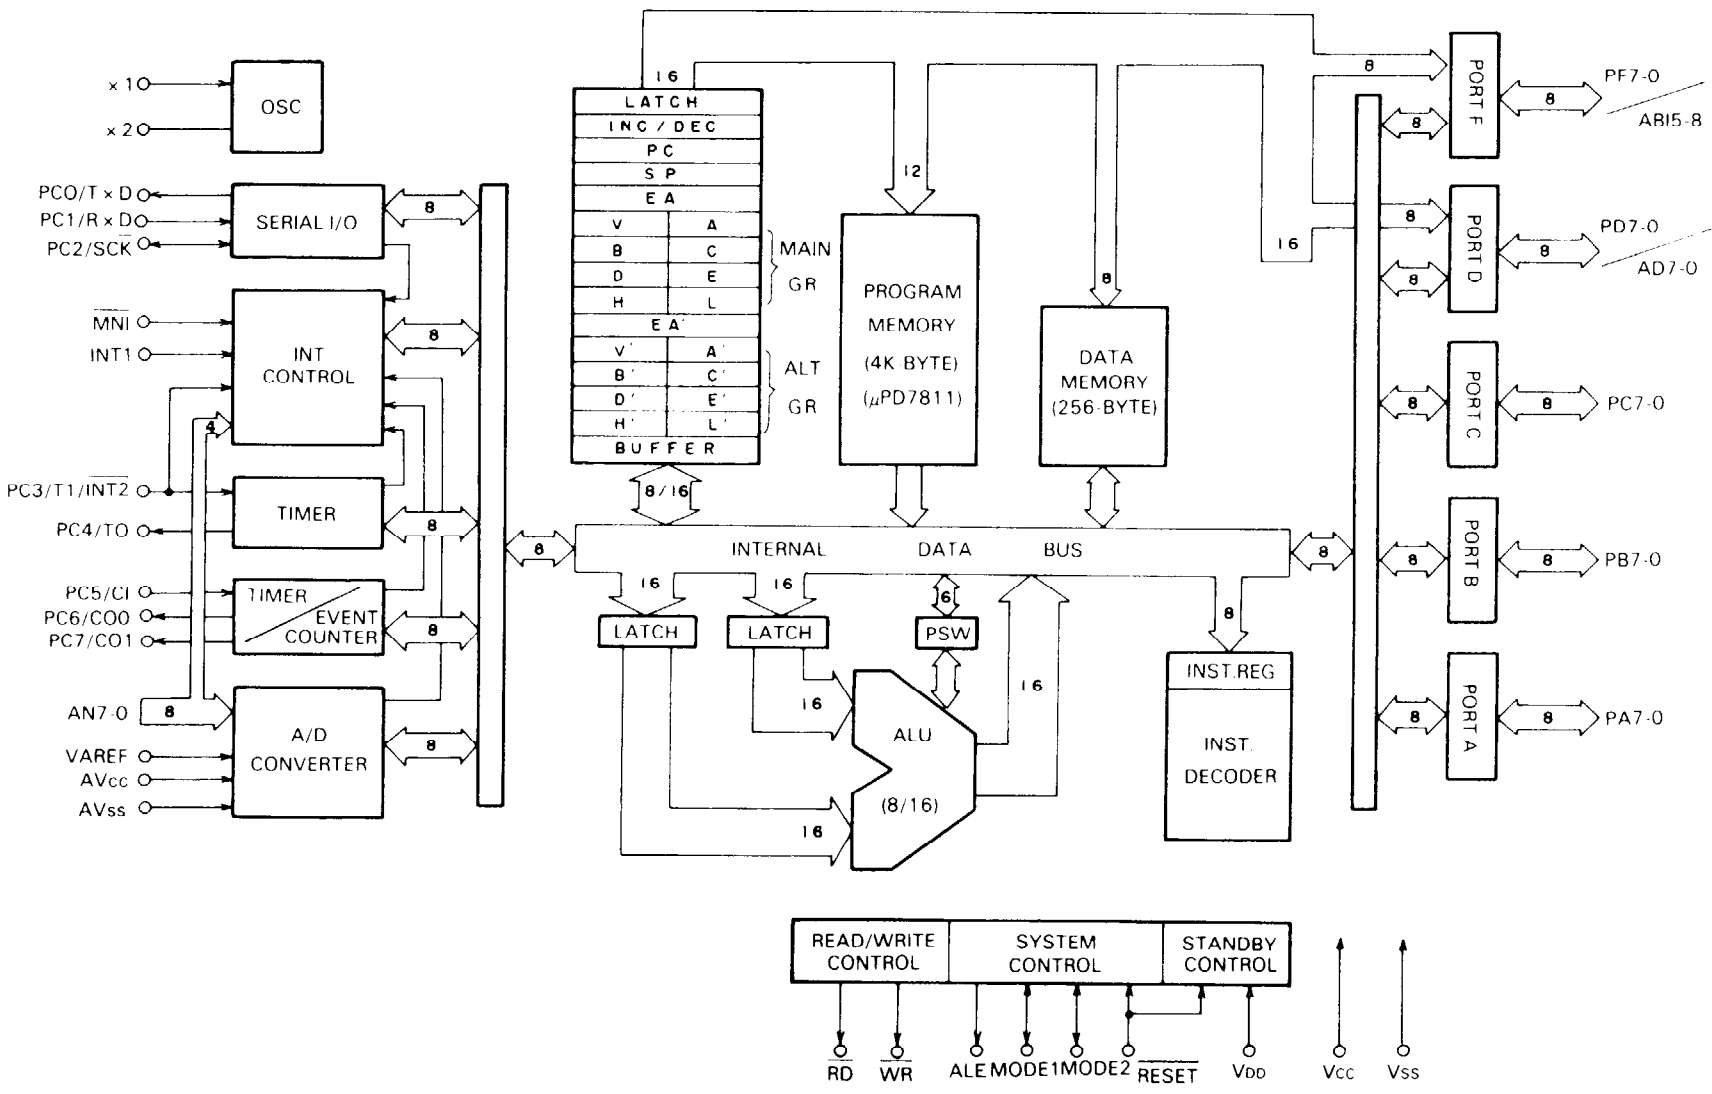 x 1
x 2
OSC
PC0/T x D
PC1/R x D
PC2/SCK
SERIAL I/O
8
MNI
INT1
INT
CONTROL
8
4
PC3/T1/INT2
PC4/TO
TIMER
8
PC5/CI
PC6/CO0
PC7/CO1
TIMER
EVENT
COUNTER
8
AN7-0
8
VAREF
AVcc
AVss
A/D
CONVERTER
8
16
LATCH
INC / DEC
PC
SP
EA
V A
B C
D E
H L
MAIN
GR
EA'
V' A'
B' C'
D' E'
H' L'
ALT
GR
BUFFER
8/16
12
PROGRAM
MEMORY
(4K-BYTE)
(μPD7811)
8
DATA
MEMORY
(256-BYTE)
16
8
INTERNAL DATA BUS
8
16
16
6
8
LATCH
LATCH
PSW
16
16
16
ALU
(8/16)
INST.REG
INST.
DECODER
8
8
PORT F
8
PF7-0
AB15-8
8
8
PORT D
8
PD7-0
AD7-0
8
PORT C
8
PC7-0
8
PORT B
8
PB7-0
8
PORT A
8
PA7-0
READ/WRITE
CONTROL
SYSTEM
CONTROL
STANDBY
CONTROL
RD
WR
ALE
MODE1
MODE2
RESET
VDD
VCC
VSS